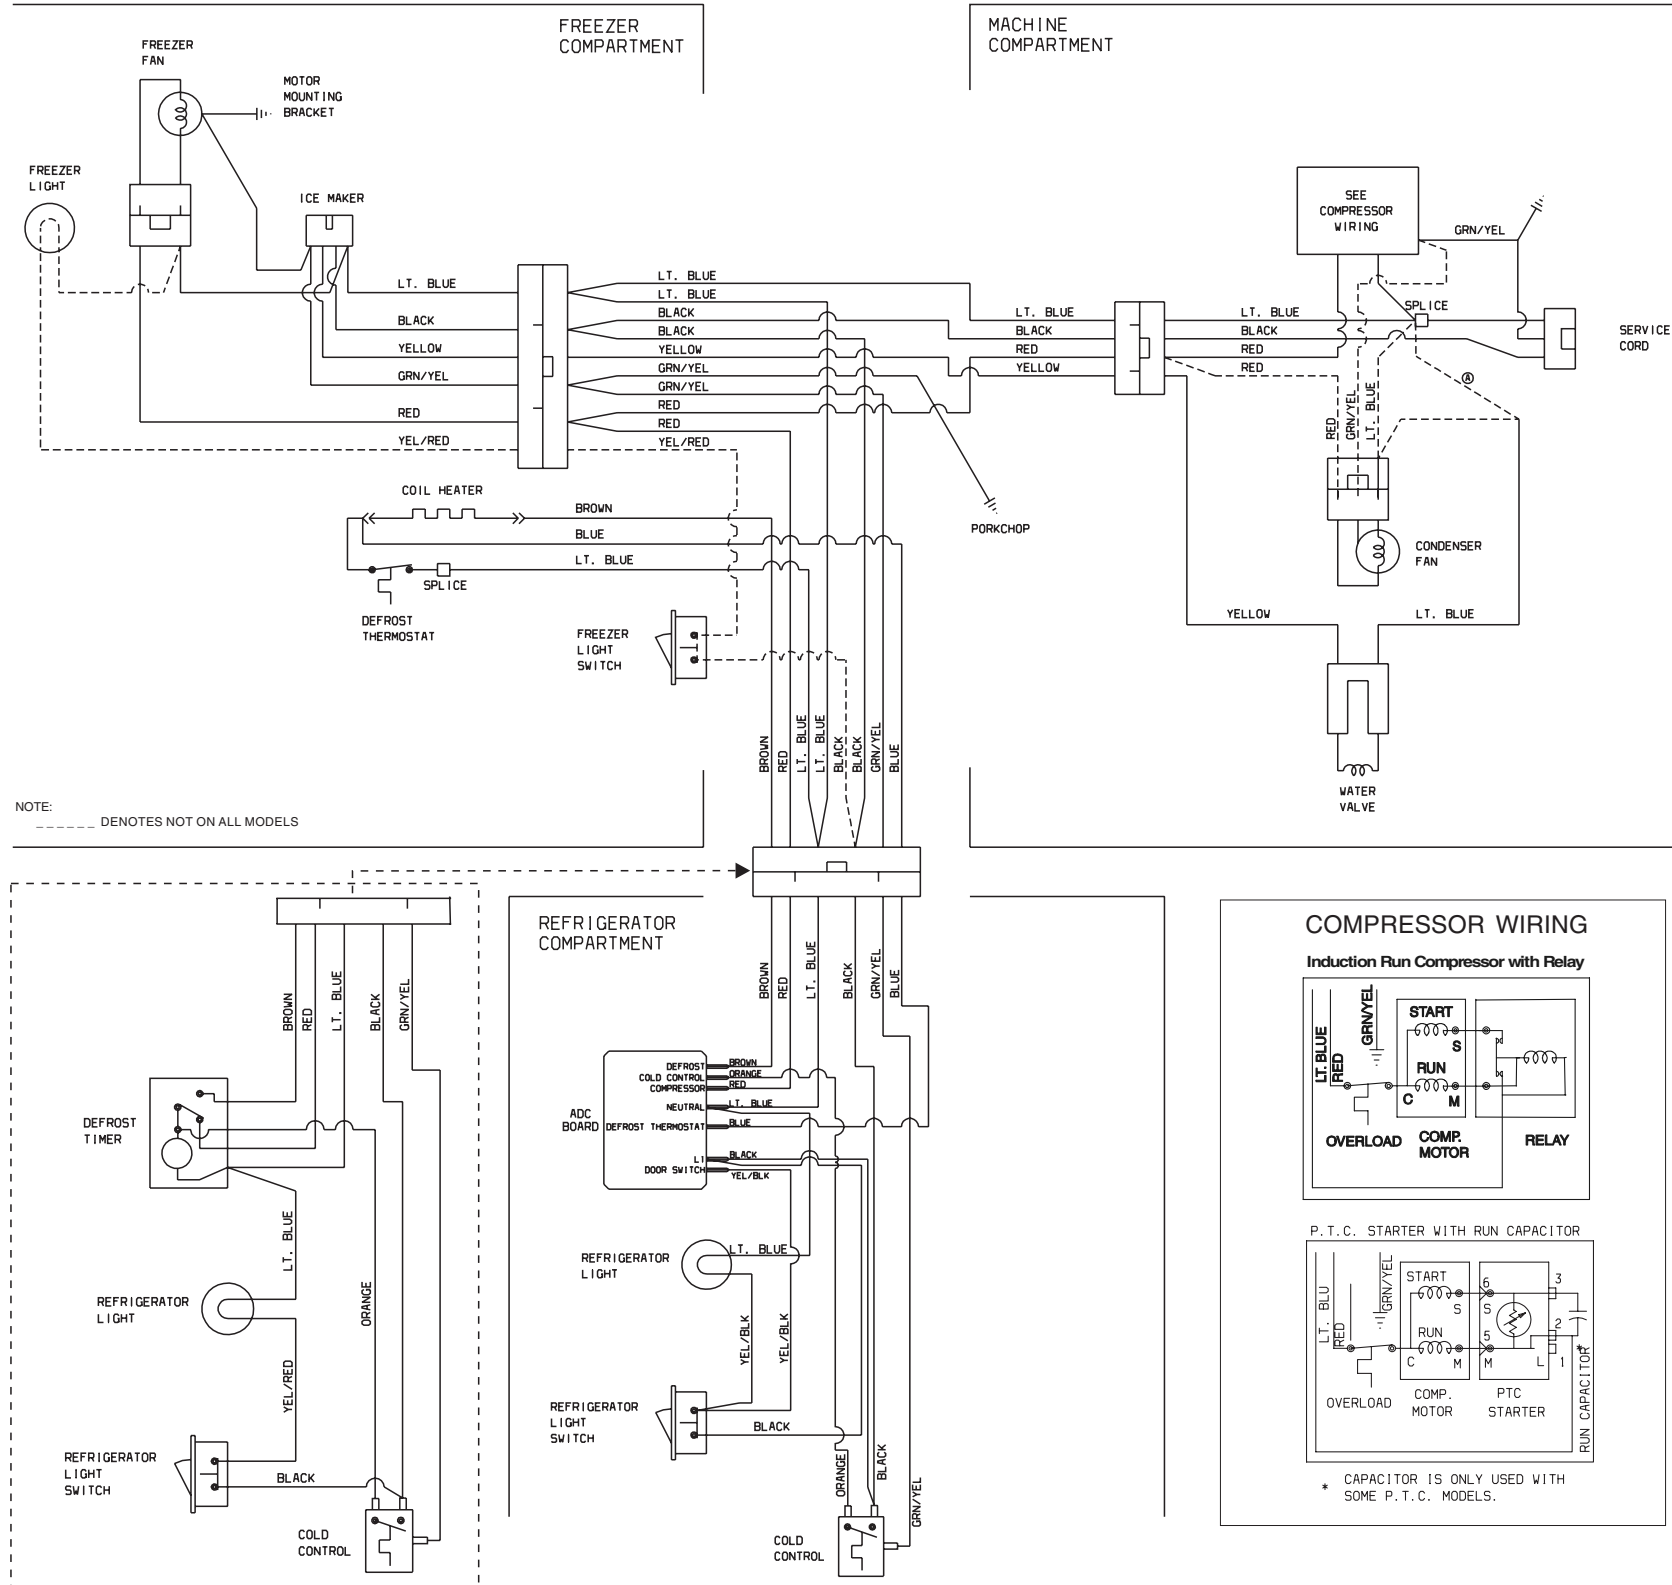 FREEZER
COMPARTMENT
MACHINE
COMPARTMENT
FREEZER
FAN
MOTOR
MOUNTING
BRACKET
FREEZER
LIGHT
ICE MAKER
LT. BLUE
BLACK
YELLOW
GRN/YEL
RED
YEL/RED
LT. BLUE
LT. BLUE
BLACK
BLACK
YELLOW
GRN/YEL
GRN/YEL
RED
RED
YEL/RED
LT. BLUE
BLACK
RED
YELLOW
SEE
COMPRESSOR
WIRING
GRN/YEL
SPLICE
LT. BLUE
BLACK
RED
RED
A
SERVICE
CORD
RED
GRN/YEL
LT. BLUE
CONDENSER
FAN
YELLOW
LT. BLUE
WATER
VALVE
PORKCHOP
COIL HEATER
BROWN
BLUE
LT. BLUE
SPLICE
DEFROST
THERMOSTAT
FREEZER
LIGHT
SWITCH
BROWN
RED
LT. BLUE
LT. BLUE
BLACK
BLACK
GRN/YEL
BLUE
NOTE:
______ DENOTES NOT ON ALL MODELS
BROWN
RED
LT. BLUE
BLACK
GRN/YEL
DEFROST
TIMER
LT. BLUE
ORANGE
REFRIGERATOR
LIGHT
YEL/RED
REFRIGERATOR
LIGHT
SWITCH
BLACK
COLD
CONTROL
REFRIGERATOR
COMPARTMENT
BROWN
RED
LT. BLUE
BLACK
GRN/YEL
BLUE
ADC
BOARD
DEFROST
COLD CONTROL
COMPRESSOR
NEUTRAL
DEFROST THERMOSTAT
L1
DOOR SWITCH
BROWN
ORANGE
RED
LT. BLUE
BLUE
BLACK
YEL/BLK
REFRIGERATOR
LIGHT
LT. BLUE
YEL/BLK
YEL/BLK
REFRIGERATOR
LIGHT
SWITCH
BLACK
ORANGE
BLACK
GRN/YEL
COLD
CONTROL
COMPRESSOR WIRING
Induction Run Compressor with Relay
LT. BLUE
RED
GRN/YEL
START
S
RUN
C
M
OVERLOAD
COMP.
MOTOR
RELAY
P.T.C. STARTER WITH RUN CAPACITOR
LT. BLU
RED
GRN/YEL
START
S
RUN
C
M
6
S
5
M
3
2
L
1
*
RUN CAPACITOR
OVERLOAD
COMP.
MOTOR
PTC
STARTER
* CAPACITOR IS ONLY USED WITH
SOME P.T.C. MODELS.